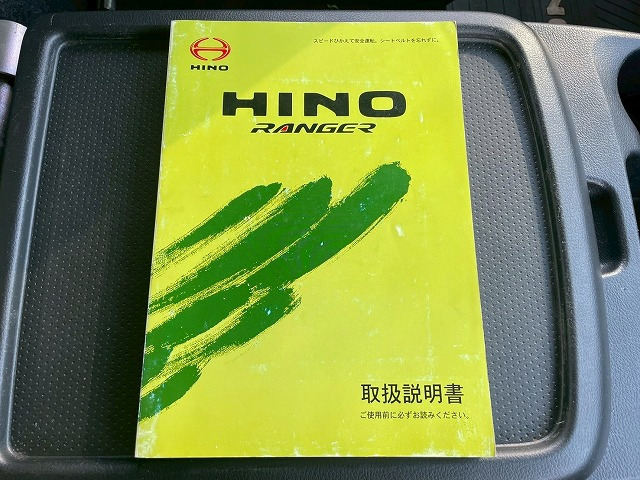 スピードひかえて安全運転。シートベルトを忘れずに。
HINO
HINO
RANGER
取扱説明書
ご使用前に必ずお読みください。